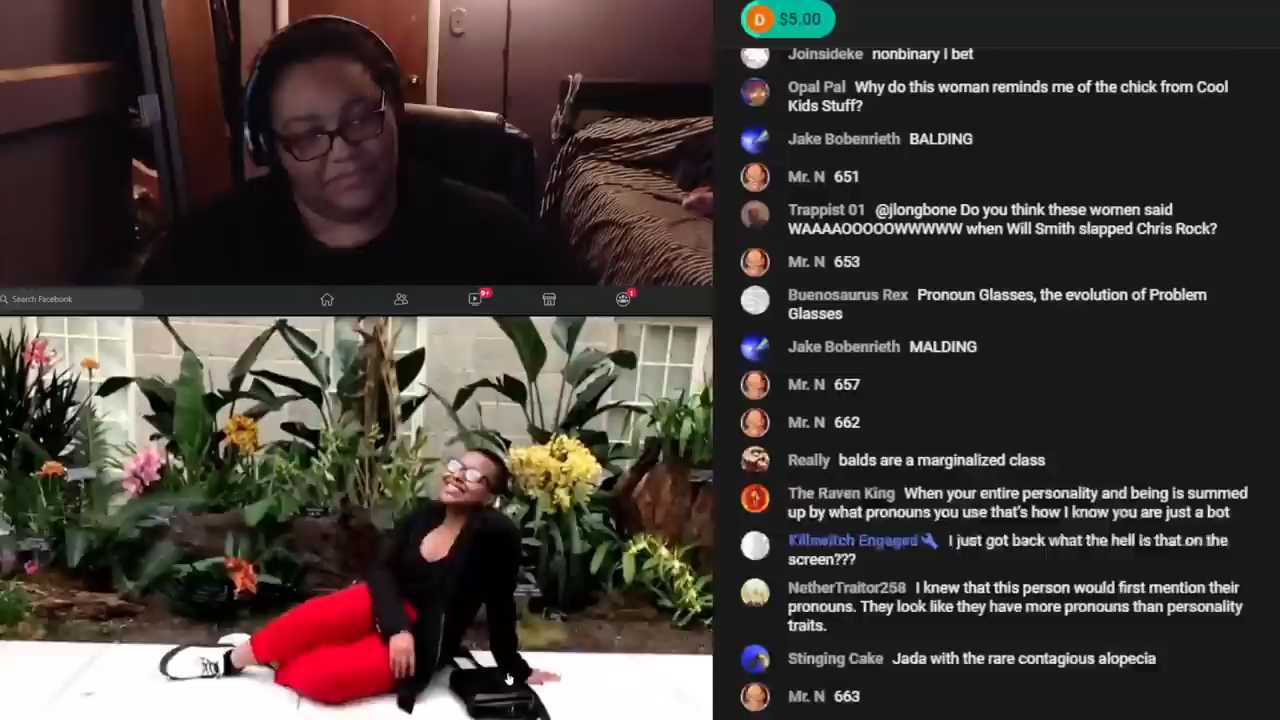 D $5.00
Joinsideke nonbinary I bet
Opal Pal Why do this woman reminds me of the chick from Cool
Kids Stuff?
Jake Bobenrieth BALDING
Mr. N 651
Trappist 01 @jlongbone Do you think these women said
WAAAAOOOOOWWWWW when Will Smith slapped Chris Rock?
Mr. N 653
Buenosaurus Rex Pronoun Glasses, the evolution of Problem
Glasses
Jake Bobenrieth MALDING
Mr. N 657
Mr. N 662
Really balds are a marginalized class
The Raven King When your entire personality and being is summed
up by what pronouns you use that's how I know you are just a bot
Killswitch Engaged I just got back what the hell is that on the
screen???
NetherTraitor258 I knew that this person would first mention their
pronouns. They look like they have more pronouns than personality
traits.
Stinging Cake Jada with the rare contagious alopecia
Mr. N 663
Search Facebook
9+
1